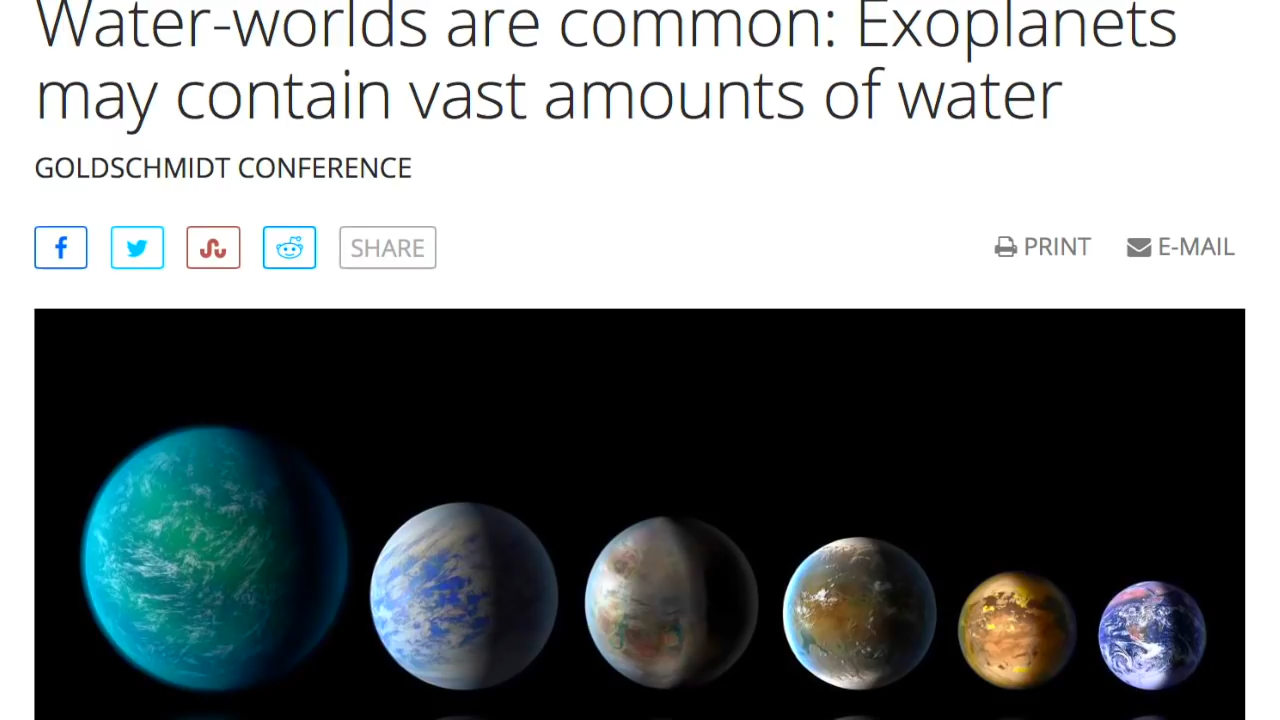 Water-worlds are common: Exoplanets
may contain vast amounts of water
GOLDSCHMIDT CONFERENCE
f SHARE PRINT E-MAIL